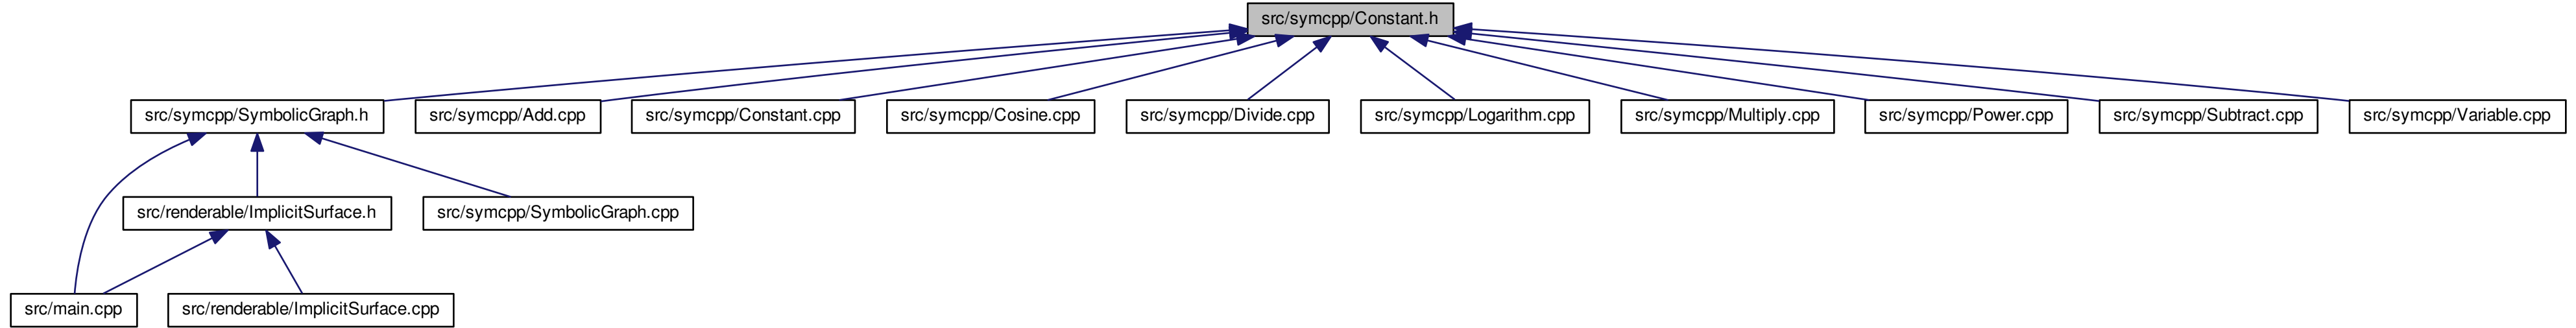 src/symcpp/Constant.h
src/symcpp/SymbolicGraph.h
src/symcpp/Add.cpp
src/symcpp/Constant.cpp
src/symcpp/Cosine.cpp
src/symcpp/Divide.cpp
src/symcpp/Logarithm.cpp
src/symcpp/Multiply.cpp
src/symcpp/Power.cpp
src/symcpp/Subtract.cpp
src/symcpp/Variable.cpp
src/renderable/ImplicitSurface.h
src/symcpp/SymbolicGraph.cpp
src/main.cpp
src/renderable/ImplicitSurface.cpp